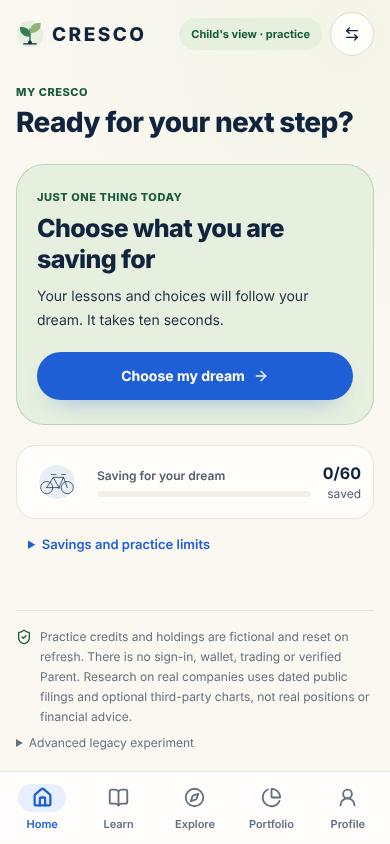 CRESCO
Child's view · practice
MY CRESCO
Ready for your next step?
JUST ONE THING TODAY
Choose what you are
saving for
Your lessons and choices will follow your
dream. It takes ten seconds.
Choose my dream
Saving for your dream
0/60
saved
Savings and practice limits
Practice credits and holdings are fictional and reset on
refresh. There is no sign-in, wallet, trading or verified
Parent. Research on real companies uses dated public
filings and optional third-party charts, not real positions or
financial advice.
Advanced legacy experiment
Home
Learn
Explore
Portfolio
Profile